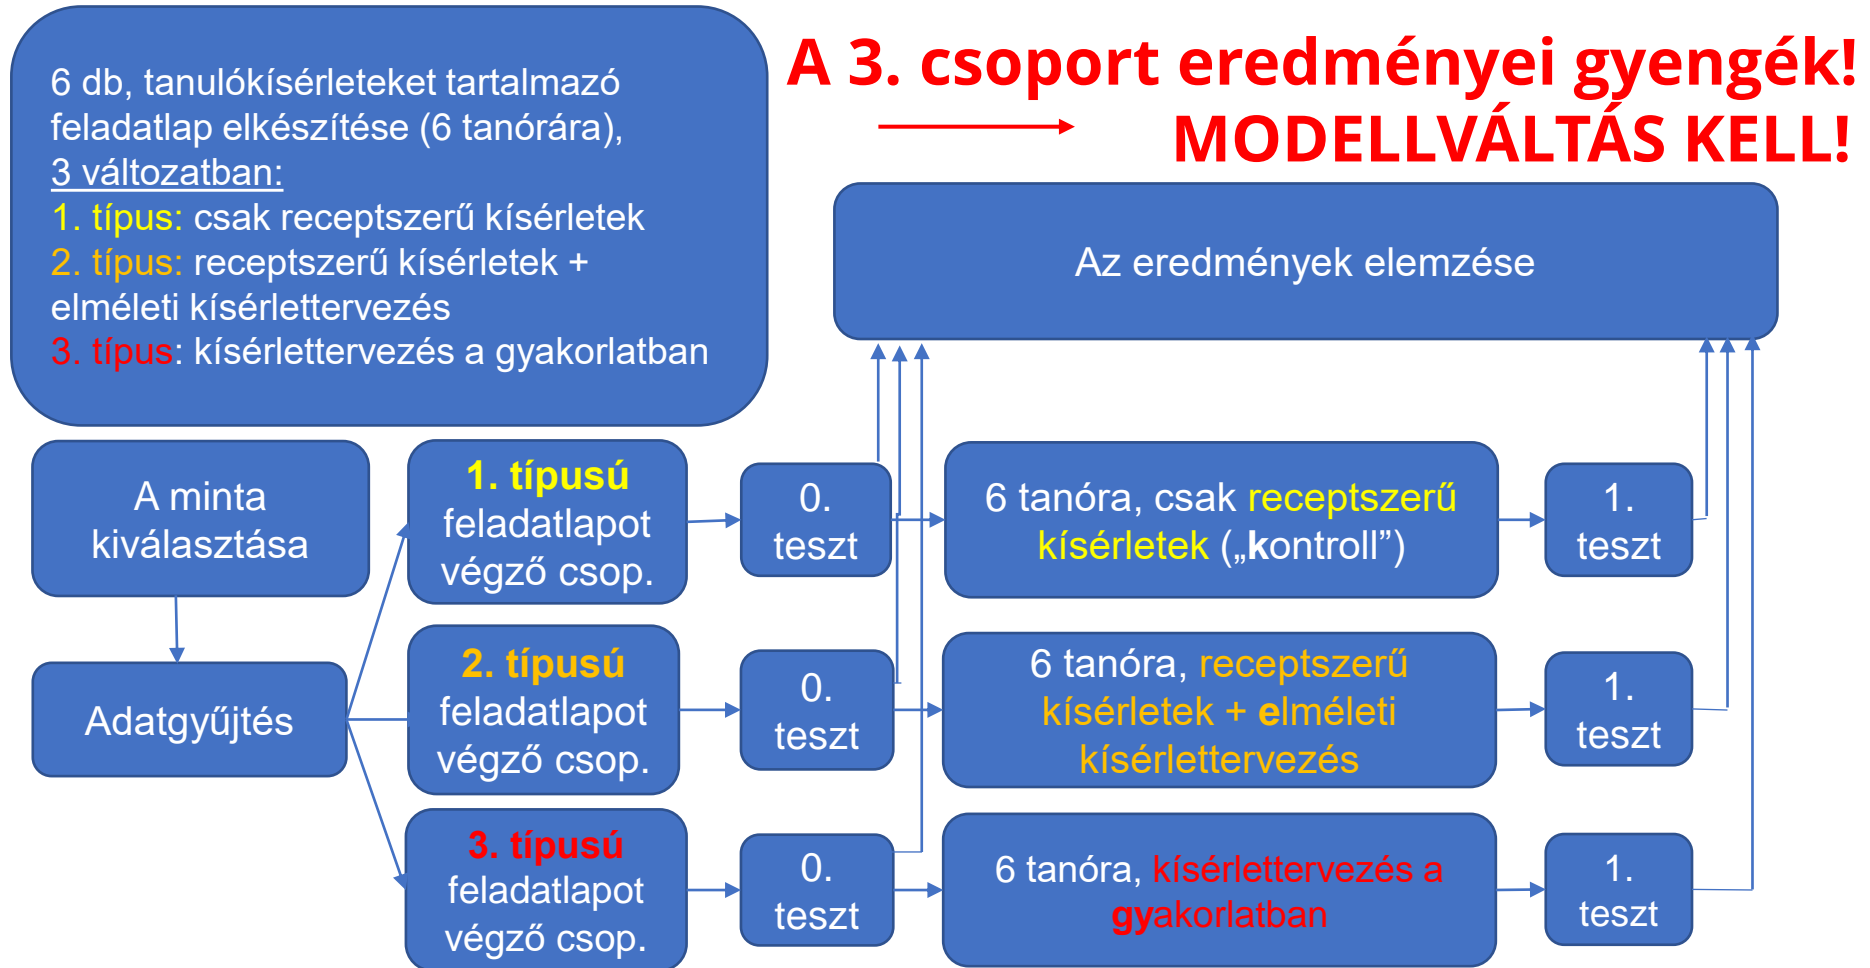 6 db, tanulókísérleteket tartalmazó
feladatlap elkészítése (6 tanórára),
3 változatban:
1. típus: csak receptszerű kísérletek
2. típus: receptszerű kísérletek +
elméleti kísérlettervezés
3. típus: kísérlettervezés a gyakorlatban
A 3. csoport eredményei gyengék!
MODELLVÁLTÁS KELL!
Az eredmények elemzése
A minta
kiválasztása
Adatgyűjtés
1. típusú
feladatlapot
végző csop.
0.
teszt
6 tanóra, csak receptszerű
kísérletek („kontroll”)
1.
teszt
2. típusú
feladatlapot
végző csop.
0.
teszt
6 tanóra, receptszerű
kísérletek + elméleti
kísérlettervezés
1.
teszt
3. típusú
feladatlapot
végző csop.
0.
teszt
6 tanóra, kísérlettervezés a
gyakorlatban
1.
teszt